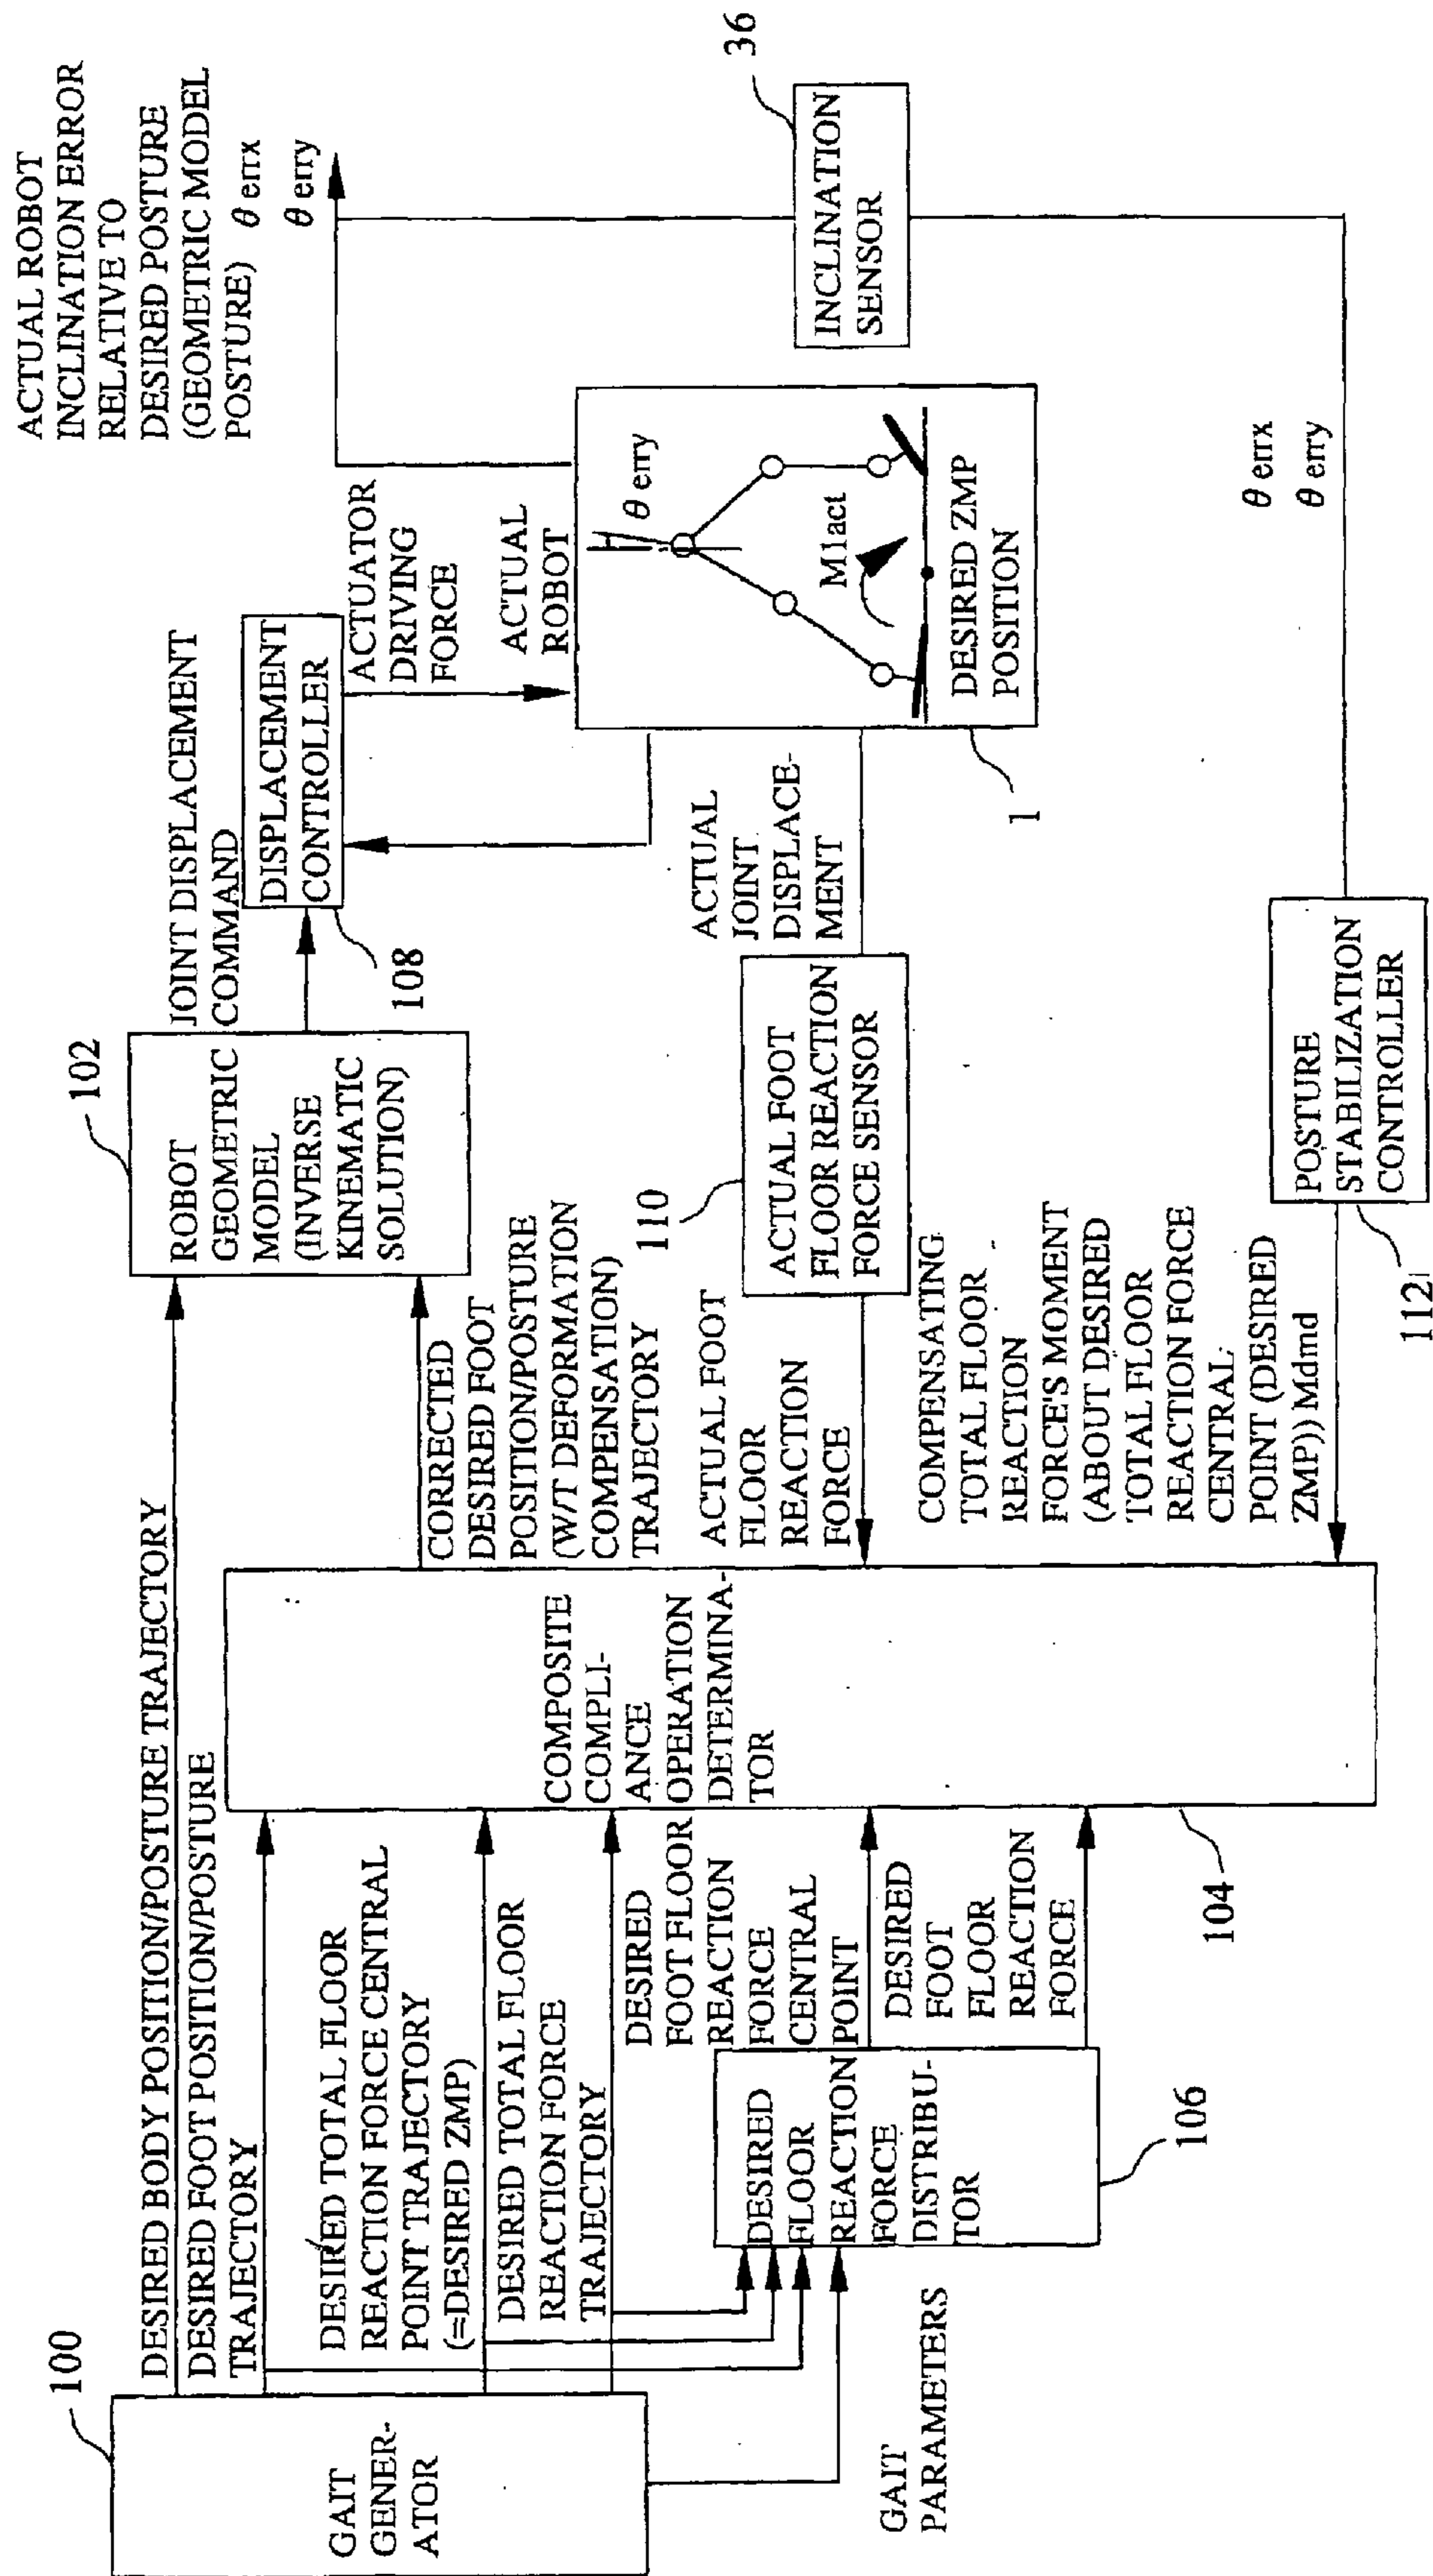 100
GAIT
GENER-
ATOR
DESIRED BODY POSITION/POSTURE TRAJECTORY
DESIRED FOOT POSITION/POSTURE
TRAJECTORY
DESIRED TOTAL FLOOR
REACTION FORCE CENTRAL
POINT TRAJECTORY
(=DESIRED ZMP)
DESIRED TOTAL FLOOR
REACTION FORCE
TRAJECTORY
GAIT
PARAMETERS
DESIRED
FLOOR
REACTION
FORCE
DISTRIBU-
TOR
106
DESIRED
FOOT FLOOR
REACTION
FORCE
CENTRAL
POINT
DESIRED
FOOT
FLOOR
REACTION
FORCE
COMPOSITE
COMPLI-
ANCE
OPERATION
DETERMINA-
TOR
104
102
ROBOT
GEOMETRIC
MODEL
(INVERSE
KINEMATIC
SOLUTION)
CORRECTED
DESIRED FOOT
POSITION/POSTURE
(W/T DEFORMATION
COMPENSATION)
TRAJECTORY
JOINT DISPLACEMENT
COMMAND
DISPLACEMENT
CONTROLLER
108
ACTUATOR
DRIVING
FORCE
ACTUAL
ROBOT
θ erry
M1act
DESIRED ZMP
POSITION
1
ACTUAL
JOINT
DISPLACE-
MENT
110
ACTUAL FOOT
FLOOR REACTION
FORCE SENSOR
ACTUAL FOOT
FLOOR
REACTION
FORCE
COMPENSATING
TOTAL FLOOR
REACTION
FORCE'S MOMENT
(ABOUT DESIRED
TOTAL FLOOR
REACTION FORCE
CENTRAL
POINT (DESIRED
ZMP)) Mdmd
POSTURE
STABILIZATION
CONTROLLER
112
θ errx
θ erry
ACTUAL ROBOT
INCLINATION ERROR
RELATIVE TO
DESIRED POSTURE
(GEOMETRIC MODEL
POSTURE) θ errx
θ erry
INCLINATION
SENSOR
36